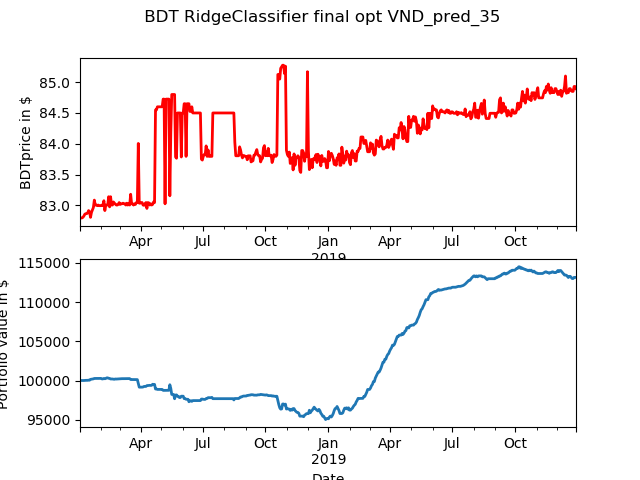 BDT RidgeClassifier final opt VND_pred_35
BDTprice in $
85.0
84.5
84.0
83.5
83.0
Apr Jul Oct Jan Apr Jul Oct
2019
Portfolio value in $
115000
110000
105000
100000
95000
Apr Jul Oct Jan Apr Jul Oct
2019
Date